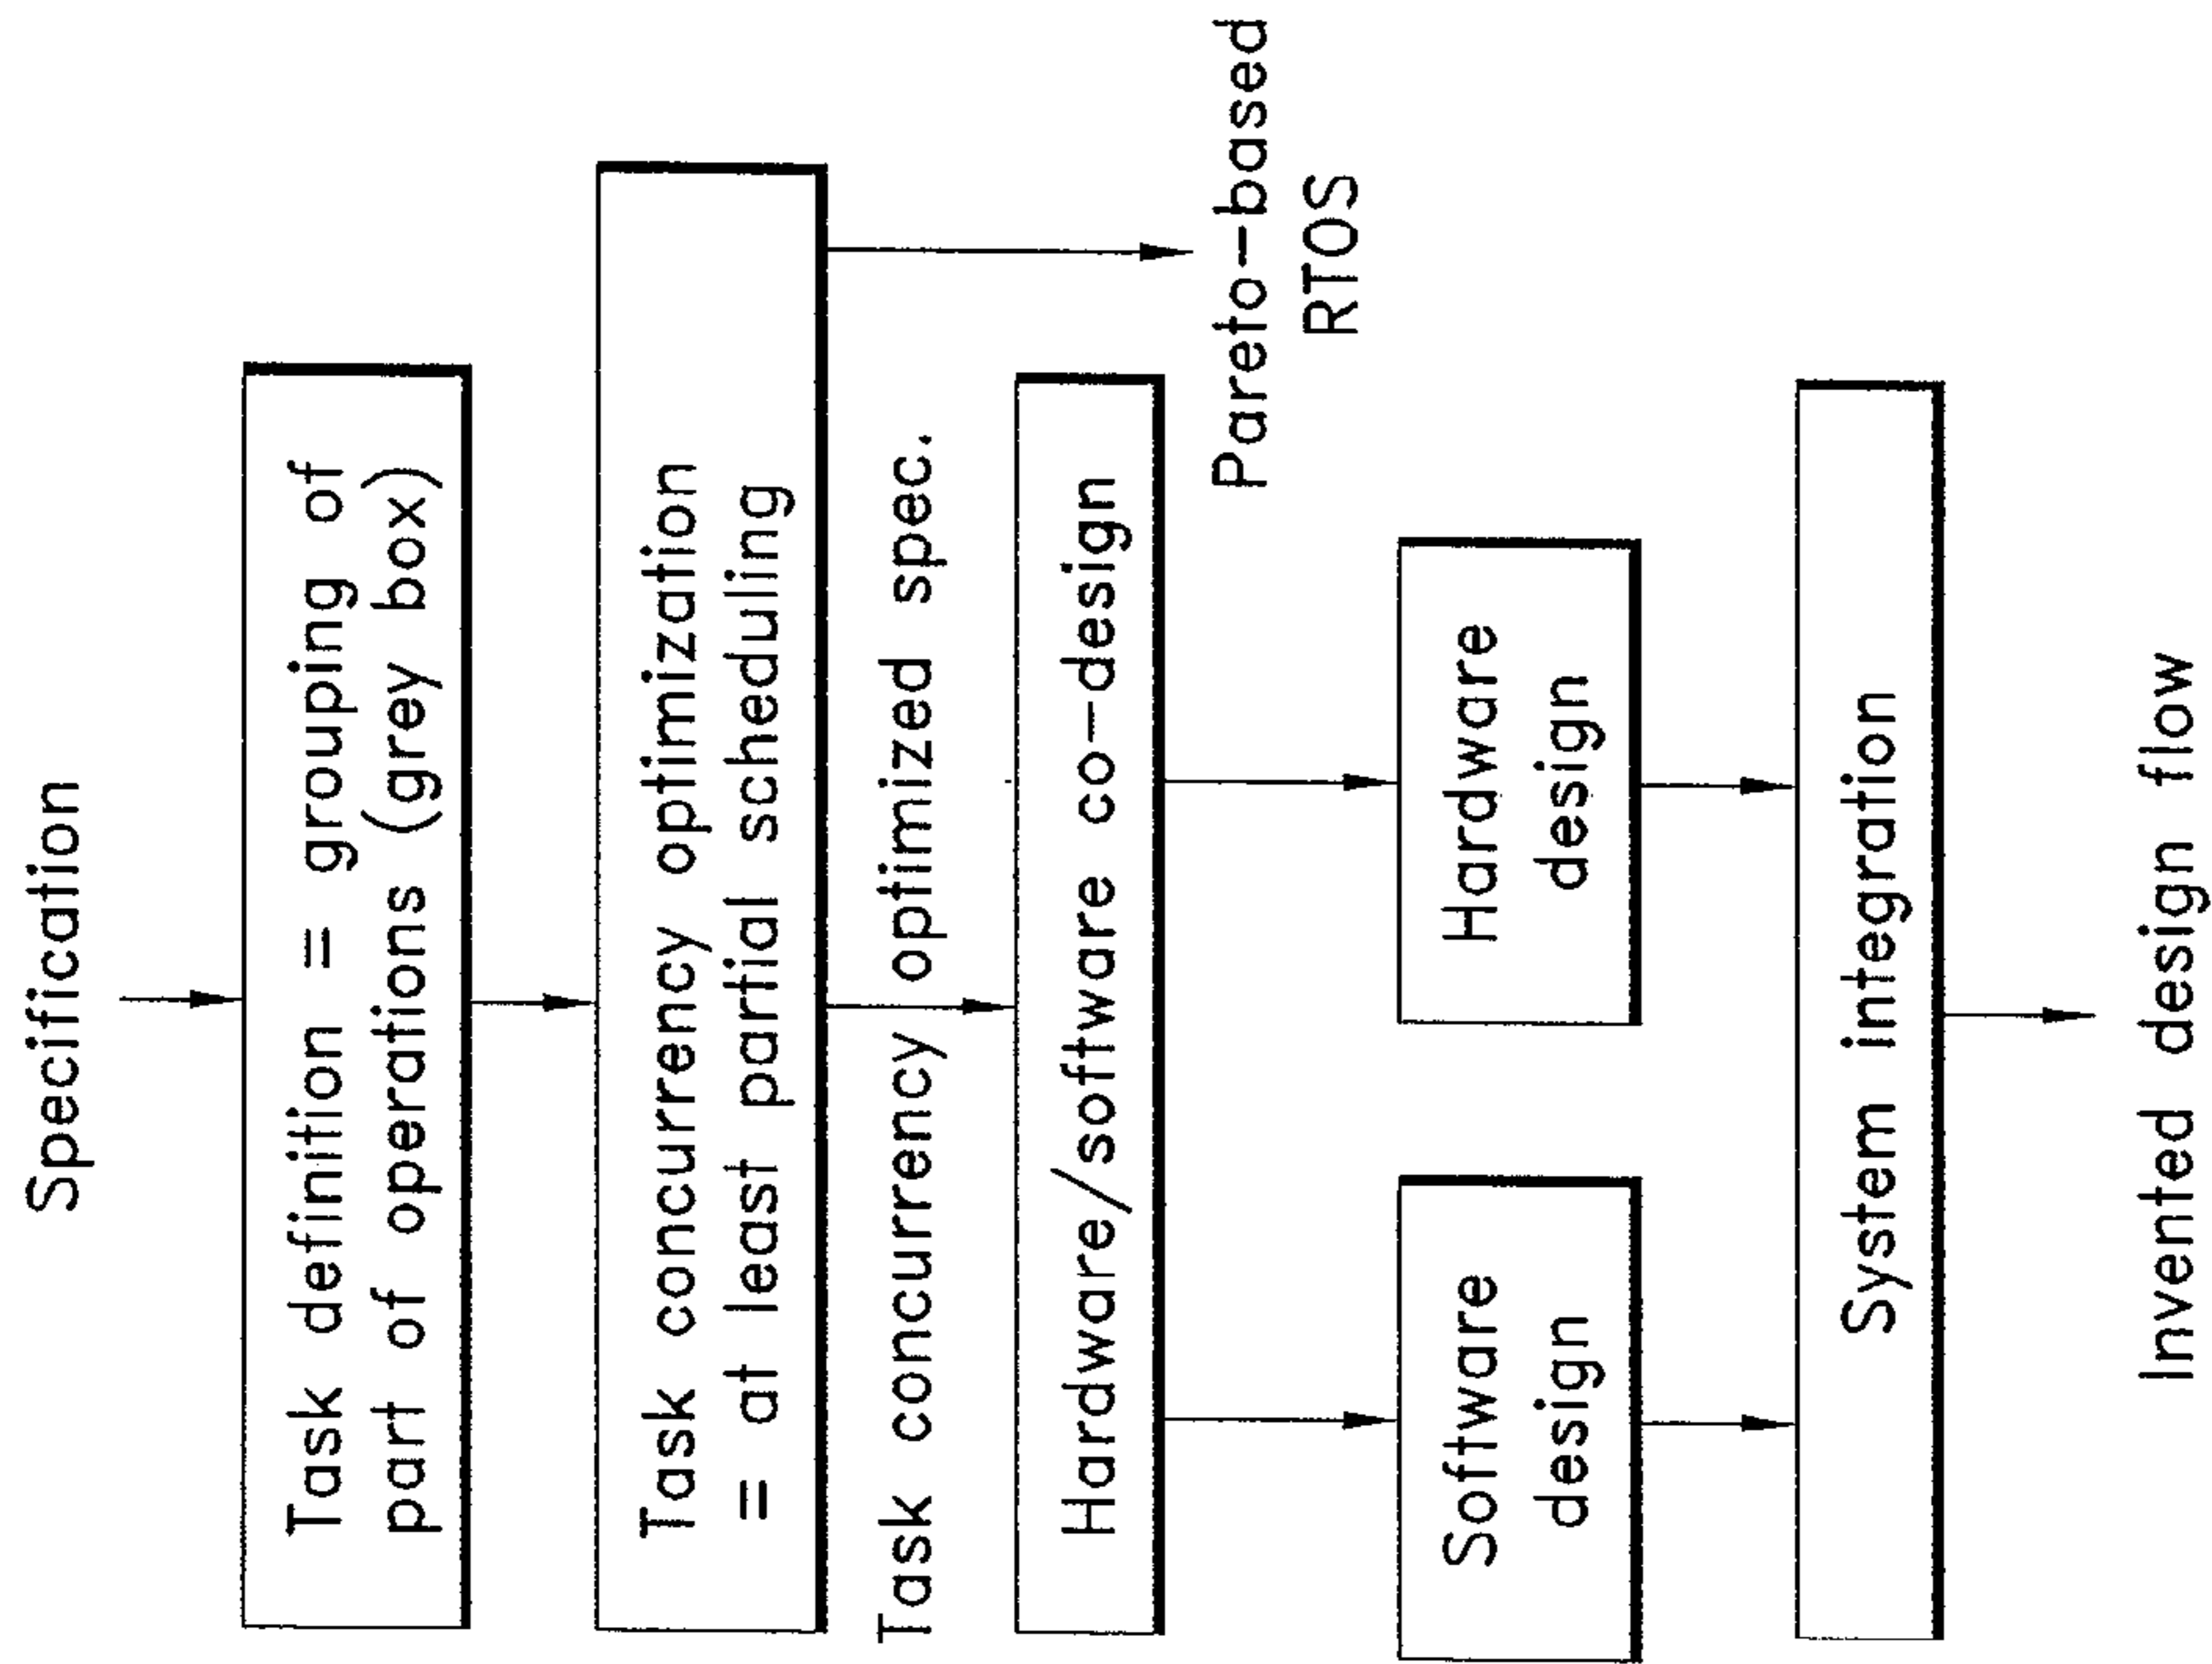 Specification
Task definition = grouping of
part of operations (grey box)
Task concurrency optimization
= at least partial scheduling
Task concurrency optimized spec.
Hardware/software co-design
Pareto-based
RTOS
Software
design
Hardware
design
System integration
Invented design flow